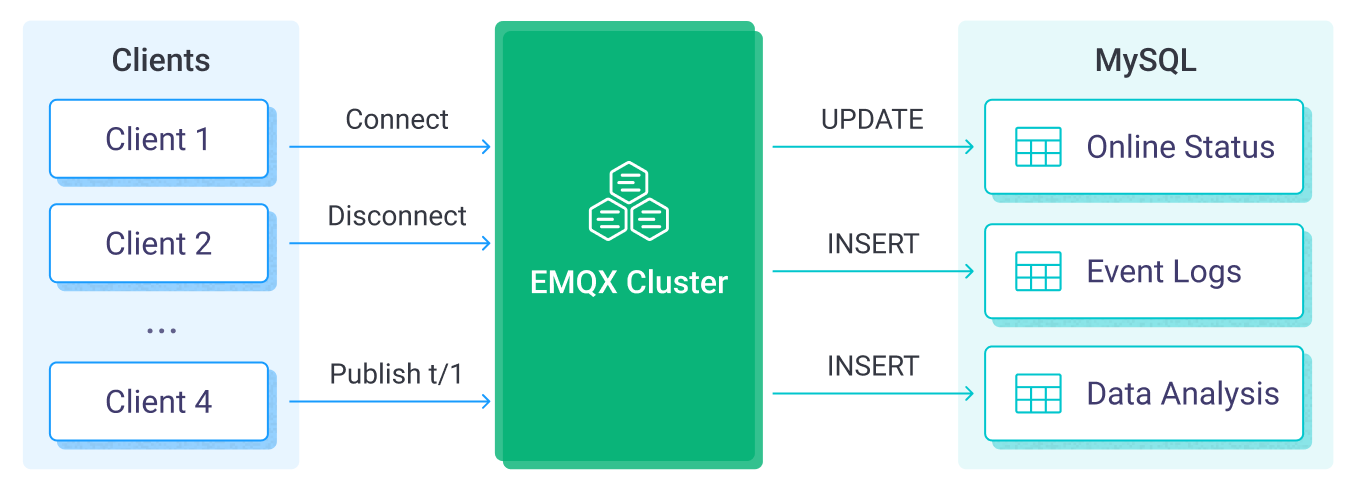 Clients
Client 1
Client 2
...
Client 4
Connect
Disconnect
Publish t/1
EMQX Cluster
UPDATE
INSERT
INSERT
MySQL
Online Status
Event Logs
Data Analysis